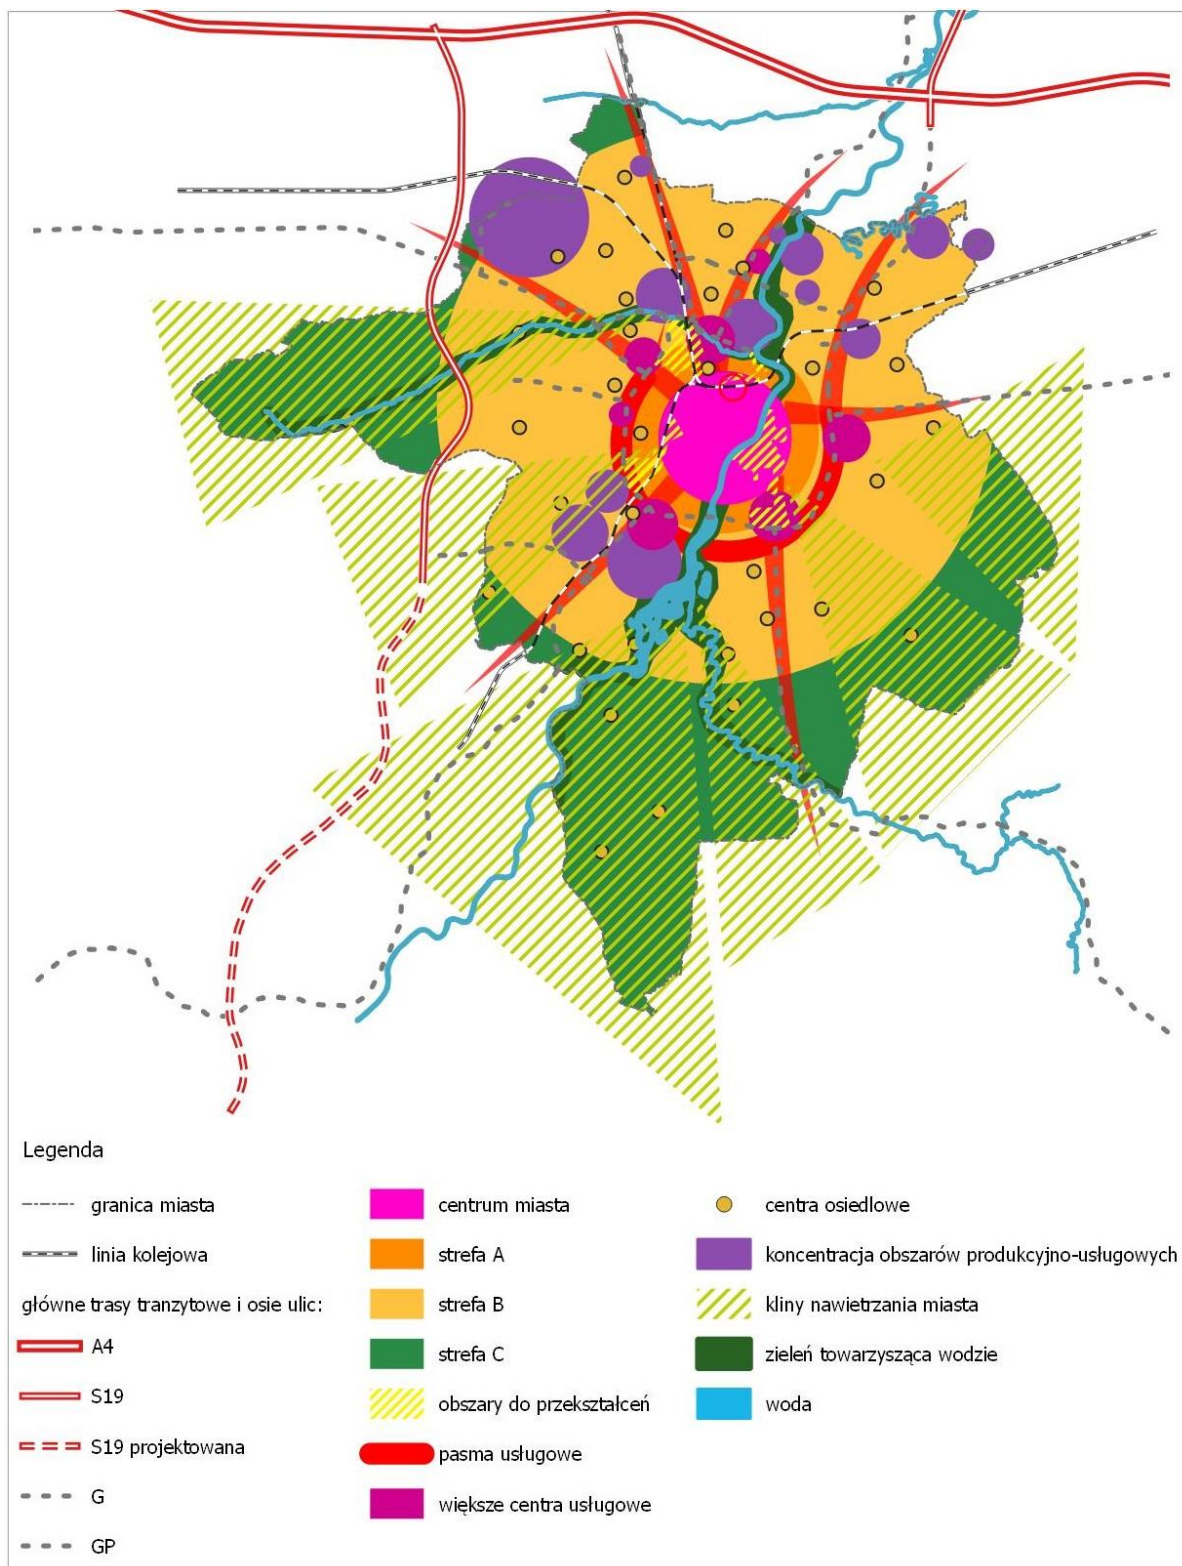 Legenda
granica miasta
linia kolejowa
główne trasy tranzytowe i osie ulic:
A4
S19
S19 projektowana
G
GP
centrum miasta
strefa A
strefa B
strefa C
obszary do przekształceń
pasma usługowe
większe centra usługowe
centra osiedlowe
koncentracja obszarów produkcyjno-usługowych
kliny nawietrzania miasta
zieleń towarzysząca wodzie
woda